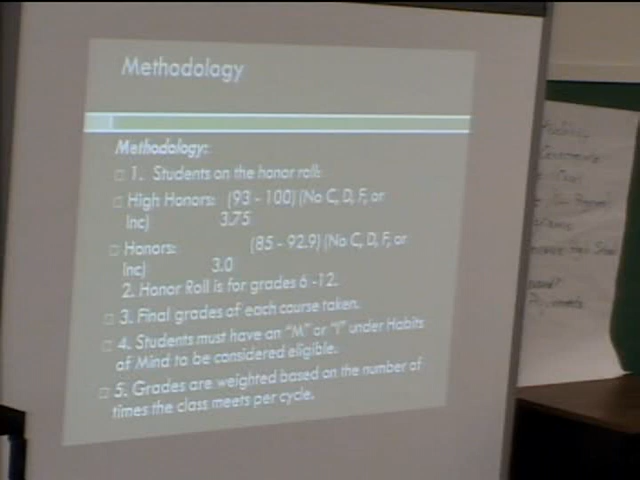 Methodology
Methodology:
1. Students on the honor roll:
High Honors: (93 - 100) (No C, D, F, or
Inc) 3.75
Honors: (85 - 92.9) (No C, D, F, or
Inc) 3.0
2. Honor Roll is for grades 6 -12.
3. Final grades of each course taken.
4. Students must have an "M" or "I" under Habits
of Mind to be considered eligible.
5. Grades are weighted based on the number of
times the class meets per cycle.
High School